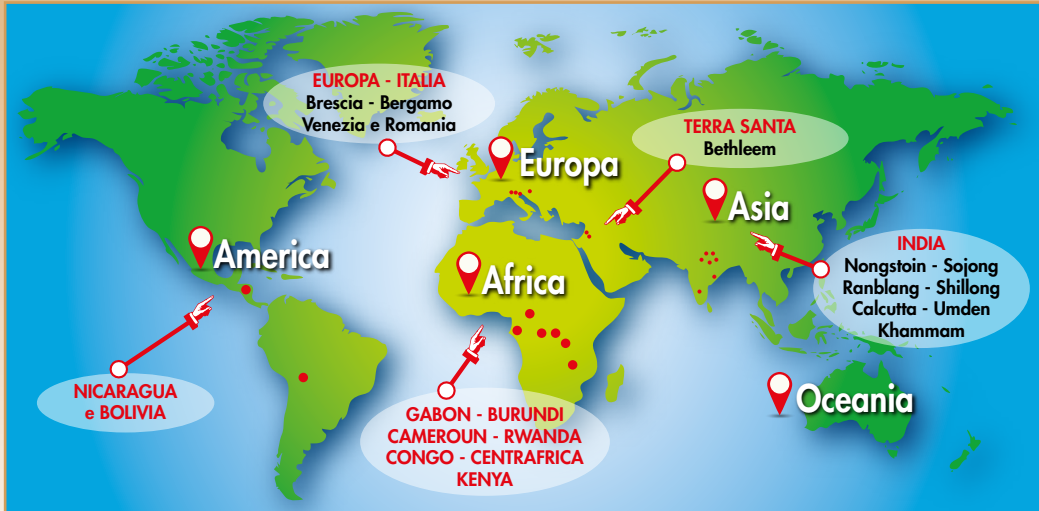 EUROPA - ITALIA
Brescia - Bergamo
Venezia e Romania
TERRA SANTA
Bethleem
Europa
Asia
America
Africa
INDIA
Nongstoin - Sojong
Ranblang - Shillong
Calcutta - Umden
Khammam
NICARAGUA
e BOLIVIA
GABON - BURUNDI
CAMEROUN - RWANDA
CONGO - CENTRAFRICA
KENYA
Oceania